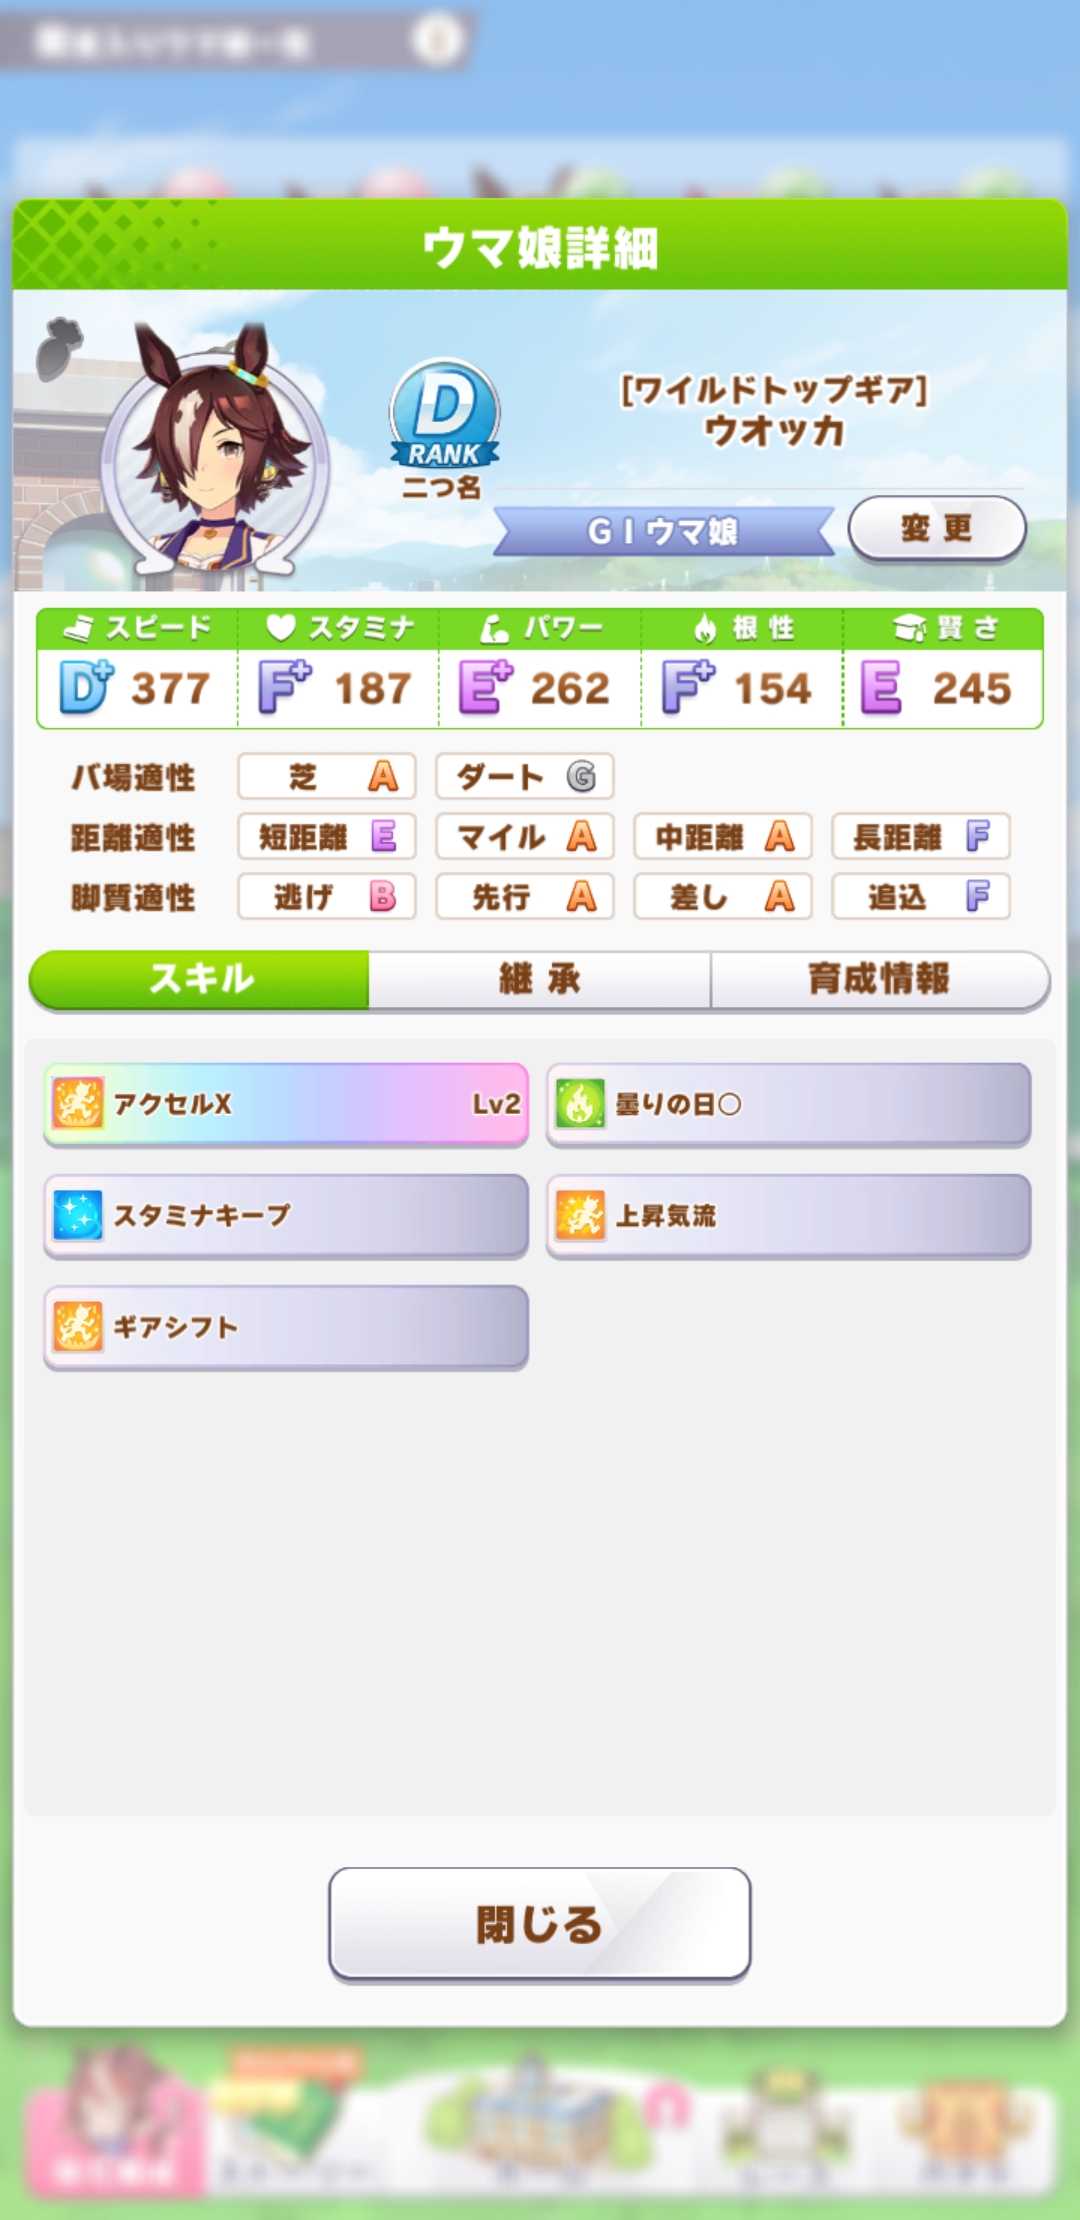 ウマ娘詳細
D
RANK
[ワイルドトップギア]
ウオッカ
二つ名
GⅠウマ娘
変更
スピード スタミナ パワー 根性 賢さ
D+ 377 F+ 187 E+ 262 F+ 154 E 245
バ場適性 芝 A ダート G
距離適性 短距離 E マイル A 中距離 A 長距離 F
脚質適性 逃げ B 先行 A 差し A 追込 F
スキル 継承 育成情報
アクセルX Lv2 曇りの日○
スタミナキープ 上昇気流
ギアシフト
閉じる